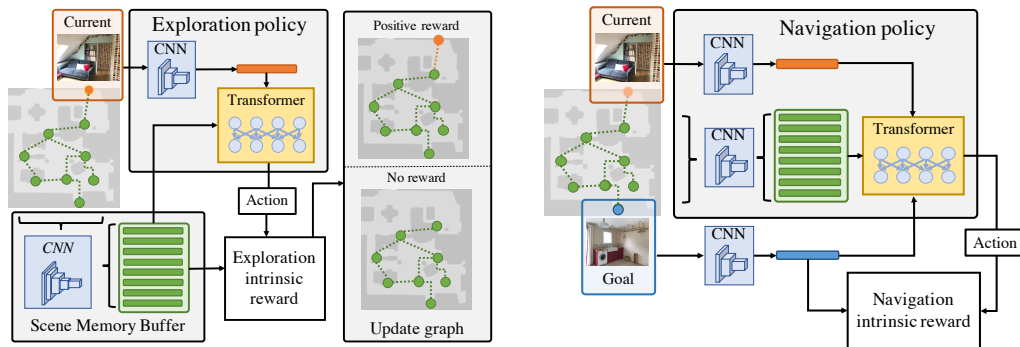 Current
Exploration policy
CNN
Transformer
Action
CNN
Scene Memory Buffer
Exploration
intrinsic
reward
Positive reward
No reward
Update graph
Current
Navigation policy
CNN
CNN
Transformer
CNN
Goal
Action
Navigation
intrinsic reward